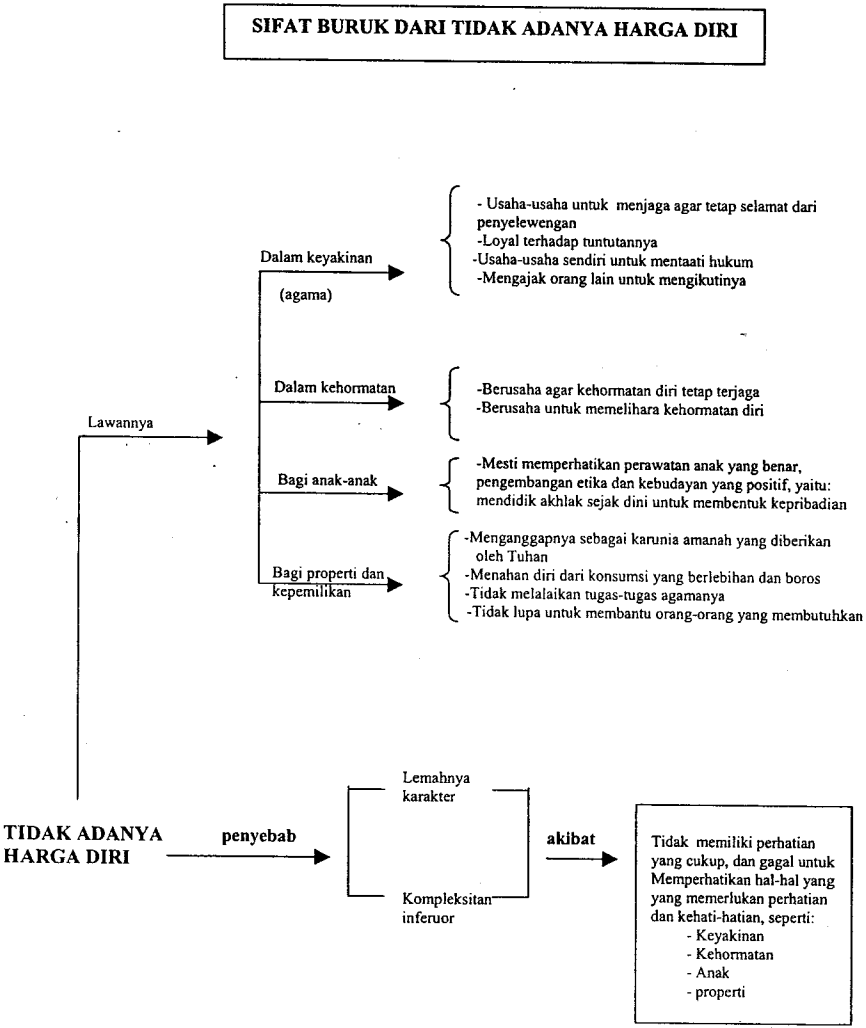 SIFAT BURUK DARI TIDAK ADANYA HARGA DIRI
- Usaha-usaha untuk menjaga agar tetap selamat dari
penyelewengan
-Loyal terhadap tuntutannya
-Usaha-usaha sendiri untuk mentaati hukum
-Mengajak orang lain untuk mengikutinya
Dalam keyakinan
(agama)
Dalam kehormatan
-Berusaha agar kehormatan diri tetap terjaga
-Berusaha untuk memelihara kehormatan diri
Lawannya
Bagi anak-anak
-Mesti memperhatikan perawatan anak yang benar,
pengembangan etika dan kebudayan yang positif, yaitu:
mendidik akhlak sejak dini untuk membentuk kepribadian
Bagi properti dan
kepemilikan
-Menganggapnya sebagai karunia amanah yang diberikan
oleh Tuhan
-Menahan diri dari konsumsi yang berlebihan dan boros
-Tidak melalaikan tugas-tugas agamanya
-Tidak lupa untuk membantu orang-orang yang membutuhkan
TIDAK ADANYA
HARGA DIRI
penyebab
Lemahnya
karakter
Kompleksitan
inferuor
akibat
Tidak memiliki perhatian
yang cukup, dan gagal untuk
Memperhatikan hal-hal yang
yang memerlukan perhatian
dan kehati-hatian, seperti:
- Keyakinan
- Kehormatan
- Anak
- properti